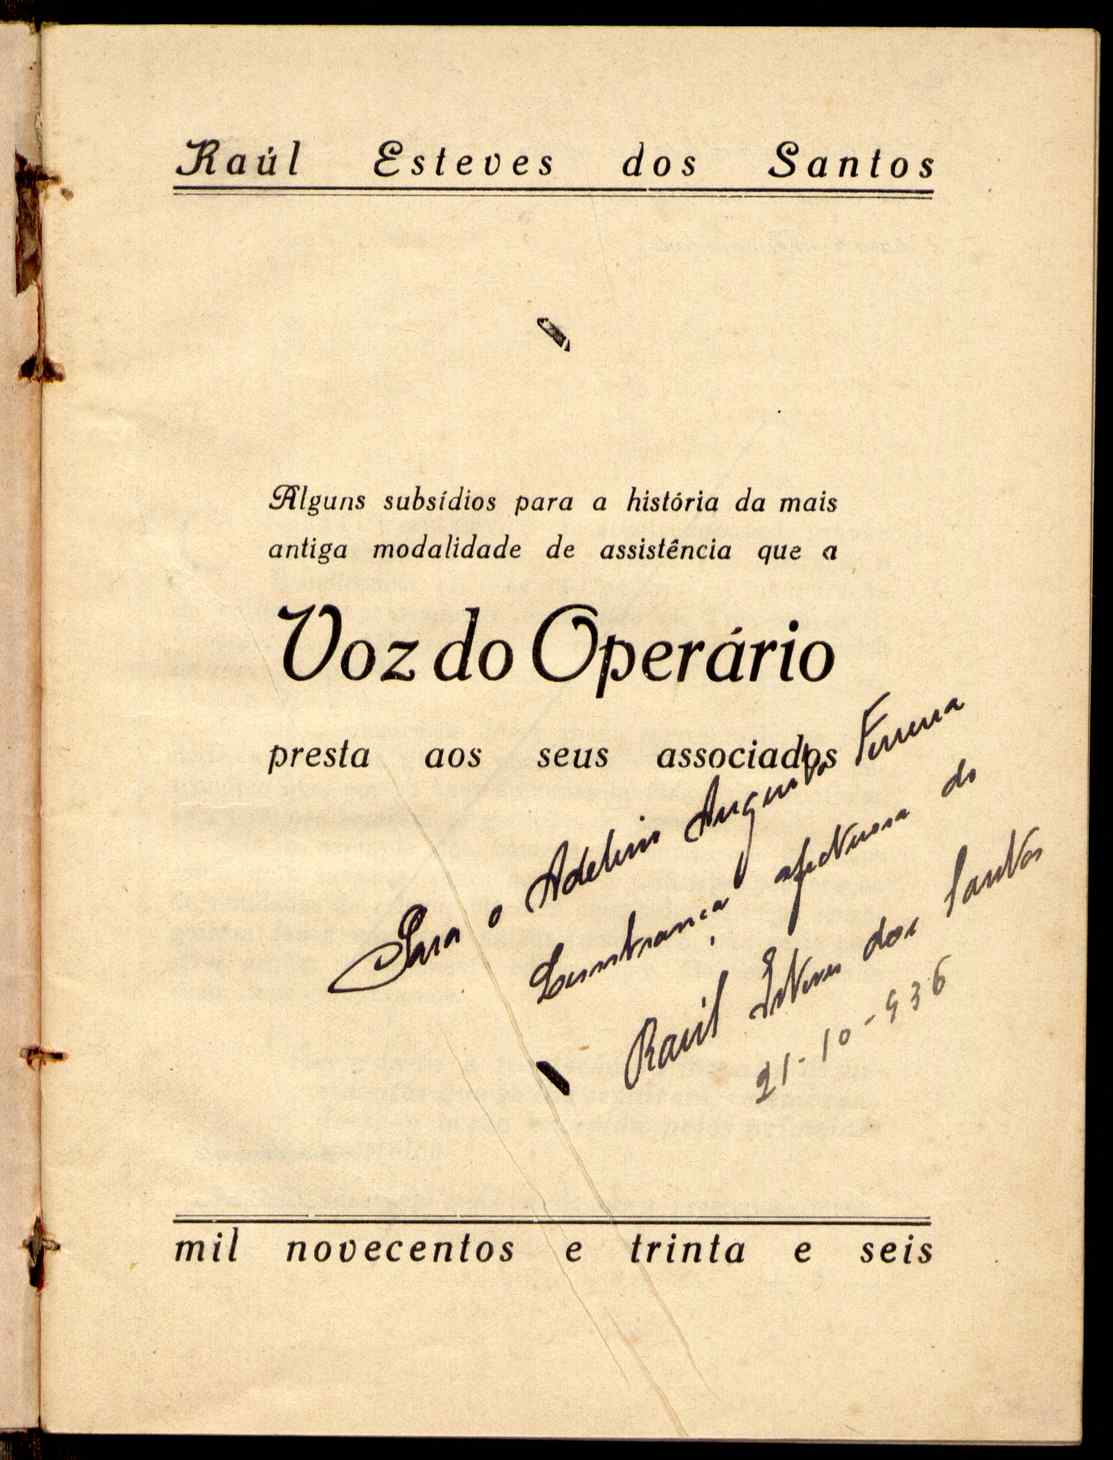 Raúl Esteves dos Santos
Alguns subsídios para a história da mais
antiga modalidade de assistência que a
Voz do Operário
presta aos seus associados
Para o Adelino Augusto Ferreira
Lembrança afectuosa do
Raúl Esteves dos Santos
21-10-936
mil novecentos e trinta e seis